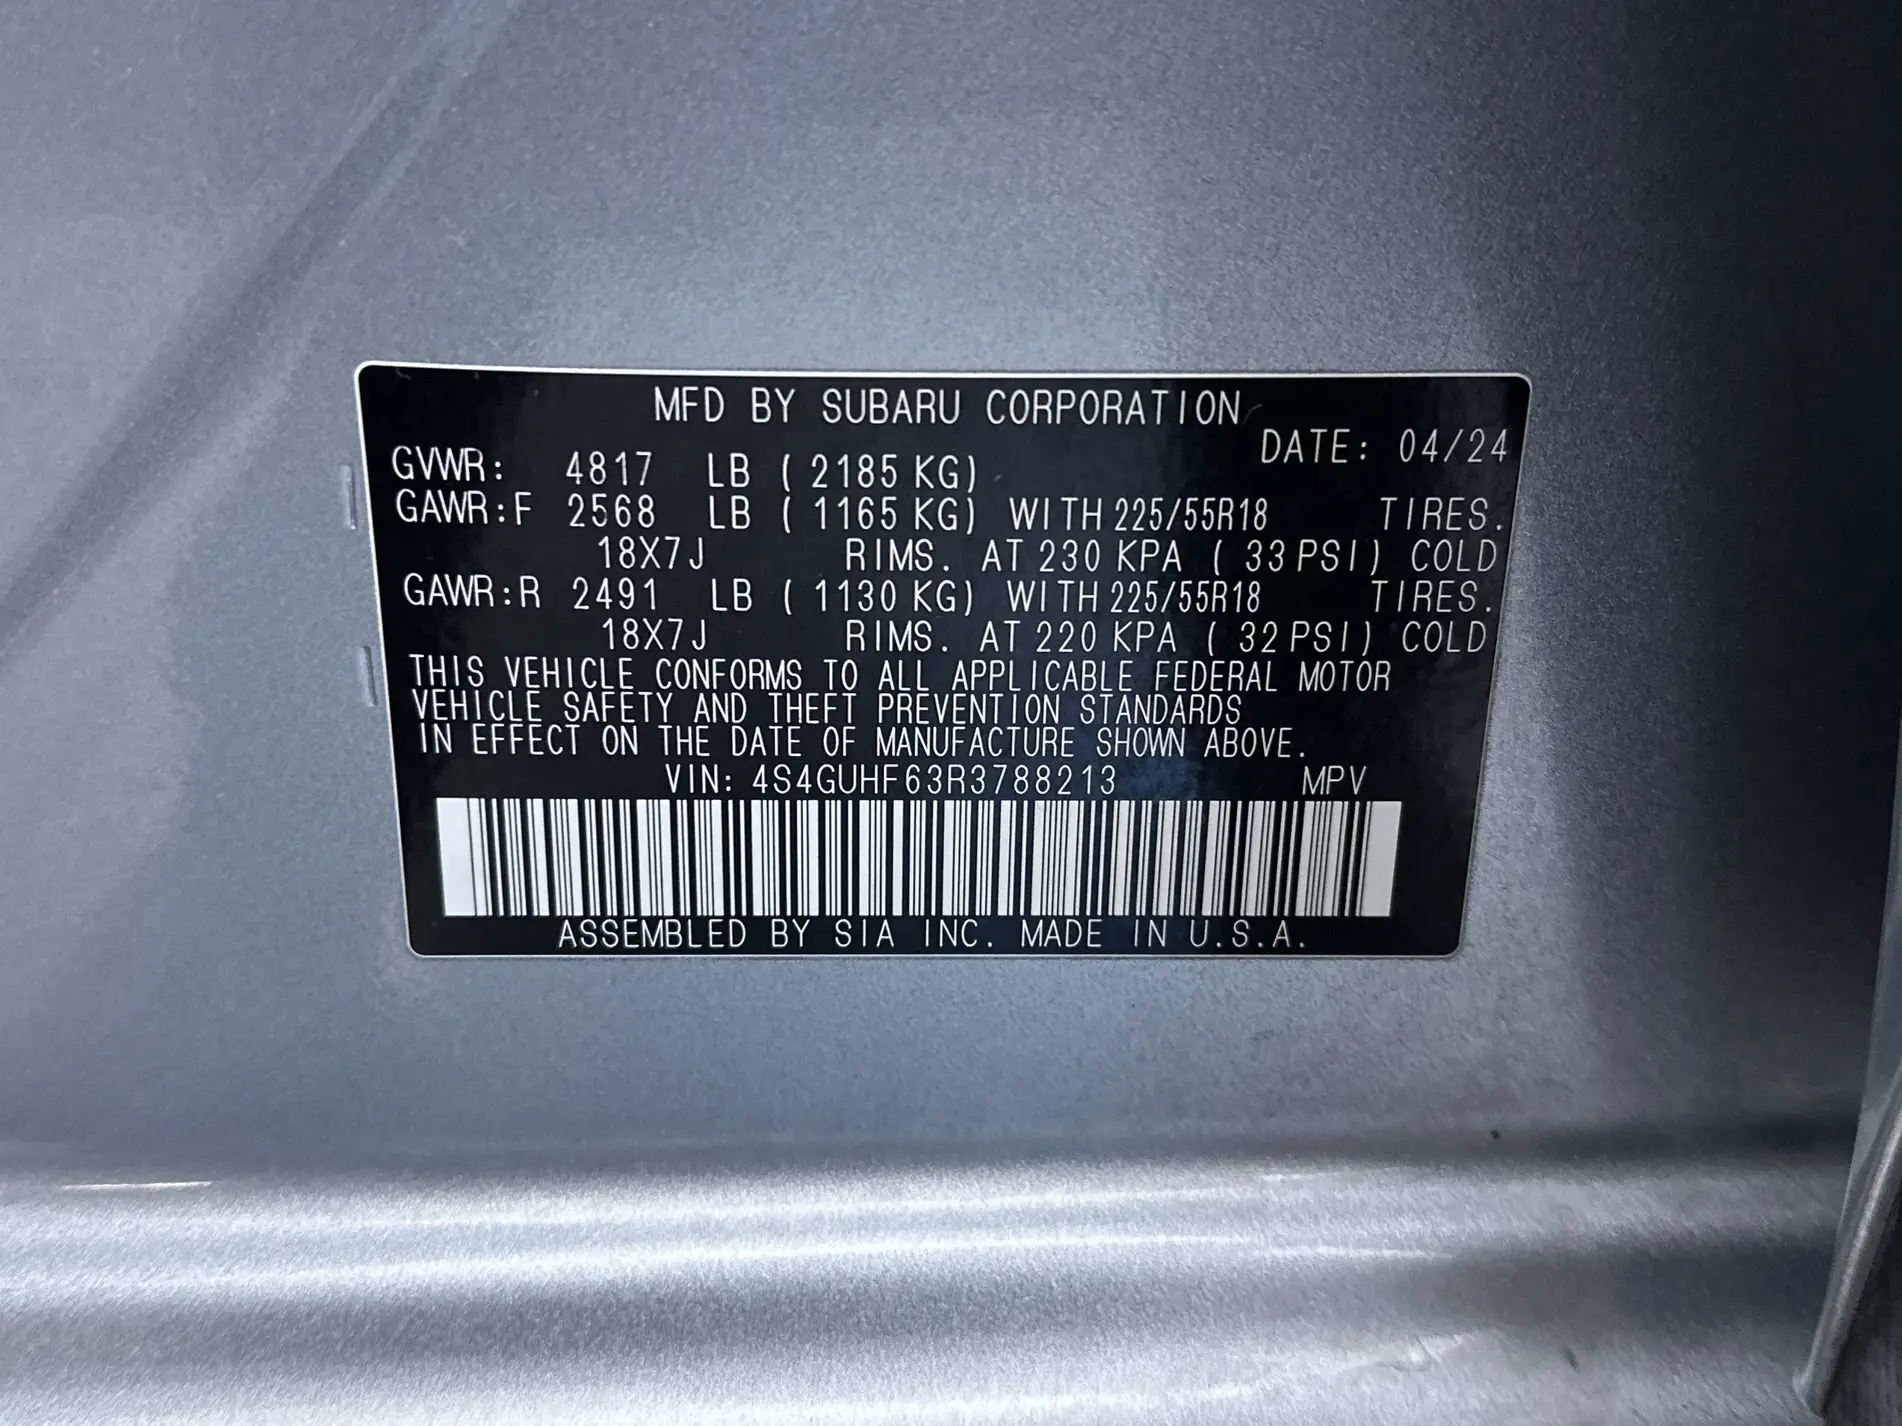 MFD BY SUBARU CORPORATION
DATE: 04/24
GVWR: 4817 LB ( 2185 KG)
GAWR:F 2568 LB ( 1165 KG) WITH 225/55R18 TIRES.
18X7J RIMS. AT 230 KPA ( 33 PSI) COLD
GAWR:R 2491 LB ( 1130 KG) WITH 225/55R18 TIRES.
18X7J RIMS. AT 220 KPA ( 32 PSI) COLD
THIS VEHICLE CONFORMS TO ALL APPLICABLE FEDERAL MOTOR
VEHICLE SAFETY AND THEFT PREVENTION STANDARDS
IN EFFECT ON THE DATE OF MANUFACTURE SHOWN ABOVE.
VIN: 4S4GUHF63R3788213 MPV
ASSEMBLED BY SIA INC. MADE IN U.S.A.